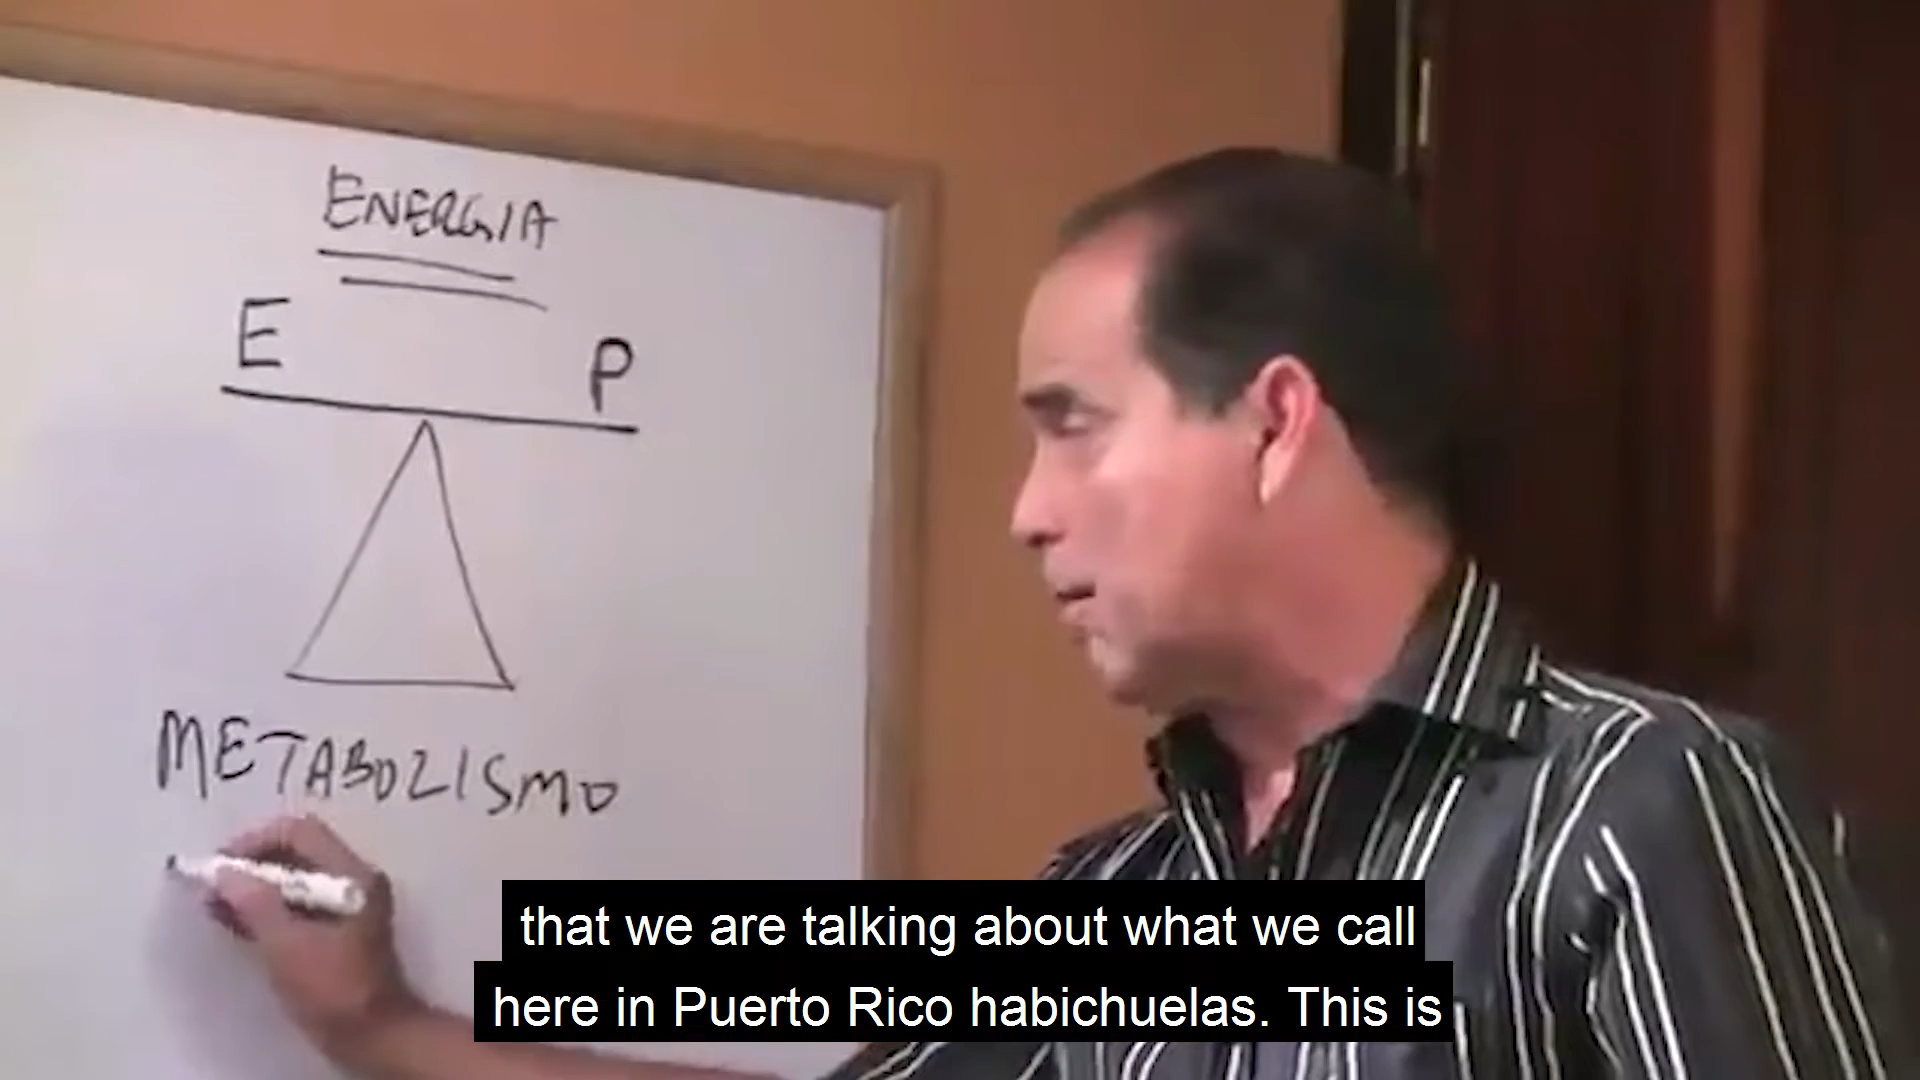 ENERGIA
E
P
METABOLISMO
that we are talking about what we call
here in Puerto Rico habichuelas. This is